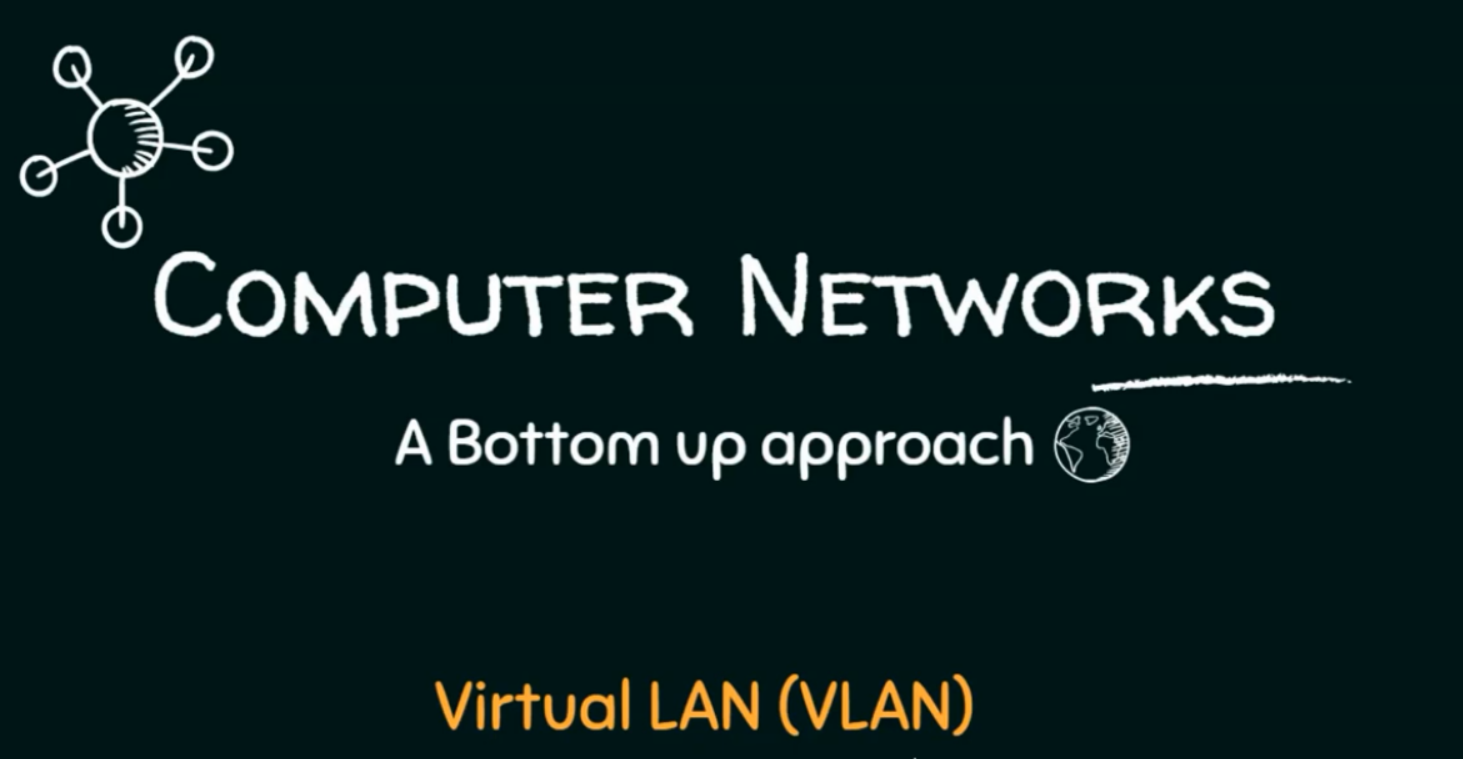 Computer Networks
A Bottom up approach
Virtual LAN (VLAN)